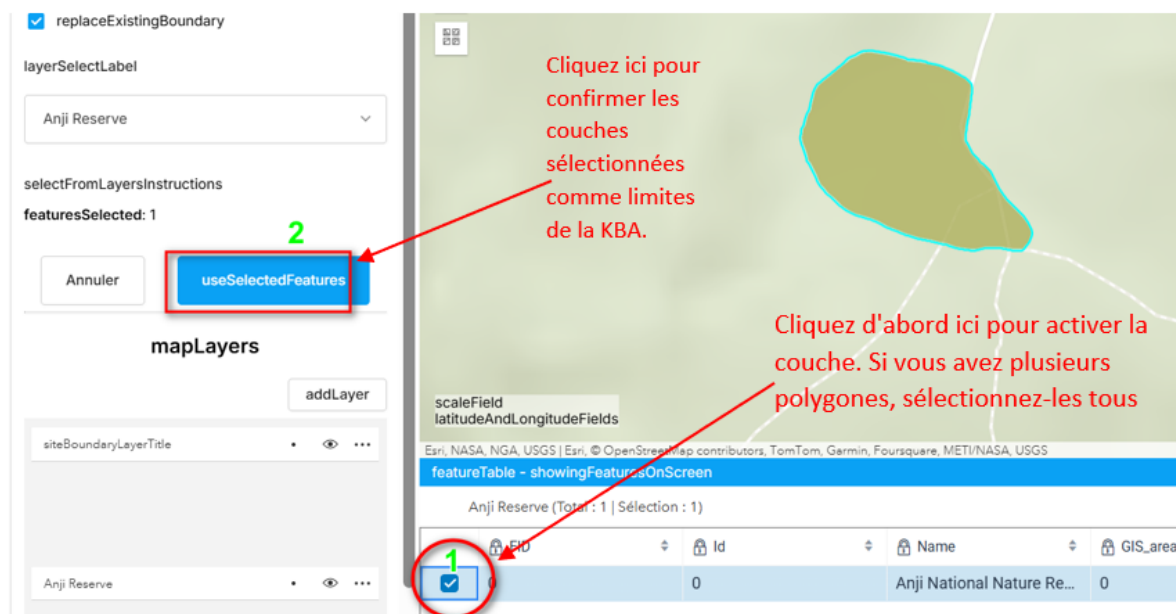 replaceExistingBoundary
layerSelectLabel
Anji Reserve
selectFromLayersInstructions
featuresSelected: 1
2
Annuler
useSelectedFeatures
mapLayers
addLayer
siteBoundaryLayerTitle
Anji Reserve
Cliquez ici pour
confirmer les
couches
sélectionnées
comme limites
de la KBA.
Cliquez d'abord ici pour activer la
couche. Si vous avez plusieurs
polygones, sélectionnez-les tous
scaleField
latitudeAndLongitudeFields
Esri, NASA, NGA, USGS | Esri, © OpenStreetMap contributors, TomTom, Garmin, Foursquare, METI/NASA, USGS
featureTable - showingFeaturesOnScreen
Anji Reserve (Total : 1 | Sélection : 1)
FID Id Name GIS_area
1
0 0 Anji National Nature Re... 0